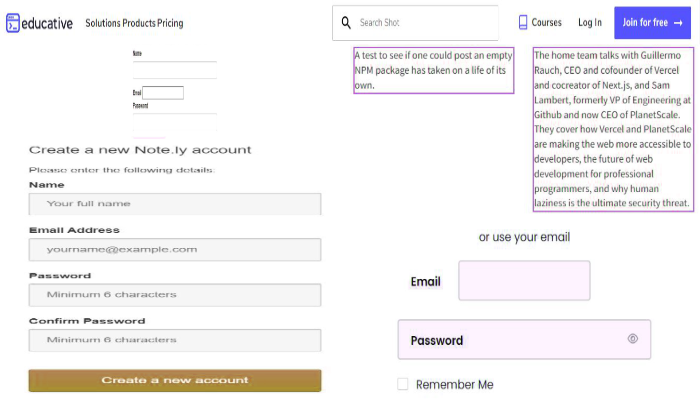 educative Solutions Products Pricing
Search Shot
Courses Log In Join for free →
Note
Email
Password
Create a new Note.ly account
Please enter the following details.
Name
Your full name
Email Address
yourname@example.com
Password
Minimum 6 characters
Confirm Password
Minimum 6 characters
Create a new account
A test to see if one could post an empty
NPM package has taken on a life of its
own.
The home team talks with Guillermo
Rauch, CEO and cofounder of Vercel
and cocreator of Next.js, and Sam
Lambert, formerly VP of Engineering at
Github and now CEO of PlanetScale.
They cover how Vercel and PlanetScale
are making the web more accessible to
developers, the future of web
development for professional
programmers, and why human
laziness is the ultimate security threat.
or use your email
Email
Password
Remember Me